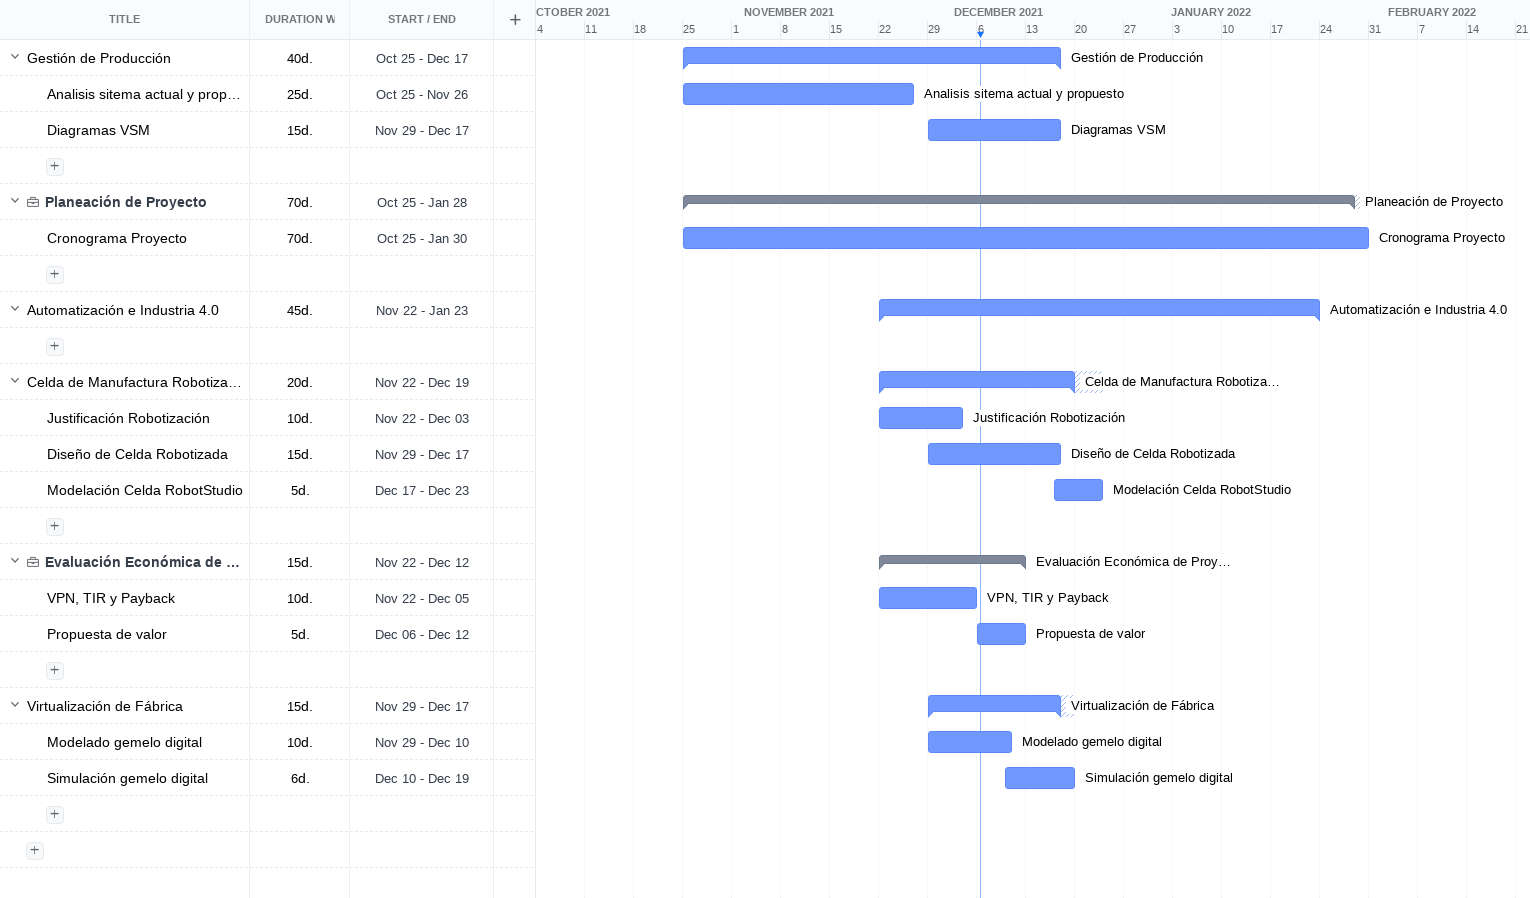 TITLE DURATION W START / END +
CTOBER 2021 NOVEMBER 2021 DECEMBER 2021 JANUARY 2022 FEBRUARY 2022
4 11 18 25 1 8 15 22 29 6 13 20 27 3 10 17 24 31 7 14 21
Gestión de Producción 40d. Oct 25 - Dec 17 Gestión de Producción
Analisis sitema actual y prop... 25d. Oct 25 - Nov 26 Analisis sitema actual y propuesto
Diagramas VSM 15d. Nov 29 - Dec 17 Diagramas VSM
+
Planeación de Proyecto 70d. Oct 25 - Jan 28 Planeación de Proyecto
Cronograma Proyecto 70d. Oct 25 - Jan 30 Cronograma Proyecto
+
Automatización e Industria 4.0 45d. Nov 22 - Jan 23 Automatización e Industria 4.0
+
Celda de Manufactura Robotiza... 20d. Nov 22 - Dec 19 Celda de Manufactura Robotiza...
Justificación Robotización 10d. Nov 22 - Dec 03 Justificación Robotización
Diseño de Celda Robotizada 15d. Nov 29 - Dec 17 Diseño de Celda Robotizada
Modelación Celda RobotStudio 5d. Dec 17 - Dec 23 Modelación Celda RobotStudio
+
Evaluación Económica de ... 15d. Nov 22 - Dec 12 Evaluación Económica de Proy...
VPN, TIR y Payback 10d. Nov 22 - Dec 05 VPN, TIR y Payback
Propuesta de valor 5d. Dec 06 - Dec 12 Propuesta de valor
+
Virtualización de Fábrica 15d. Nov 29 - Dec 17 Virtualización de Fábrica
Modelado gemelo digital 10d. Nov 29 - Dec 10 Modelado gemelo digital
Simulación gemelo digital 6d. Dec 10 - Dec 19 Simulación gemelo digital
+
+